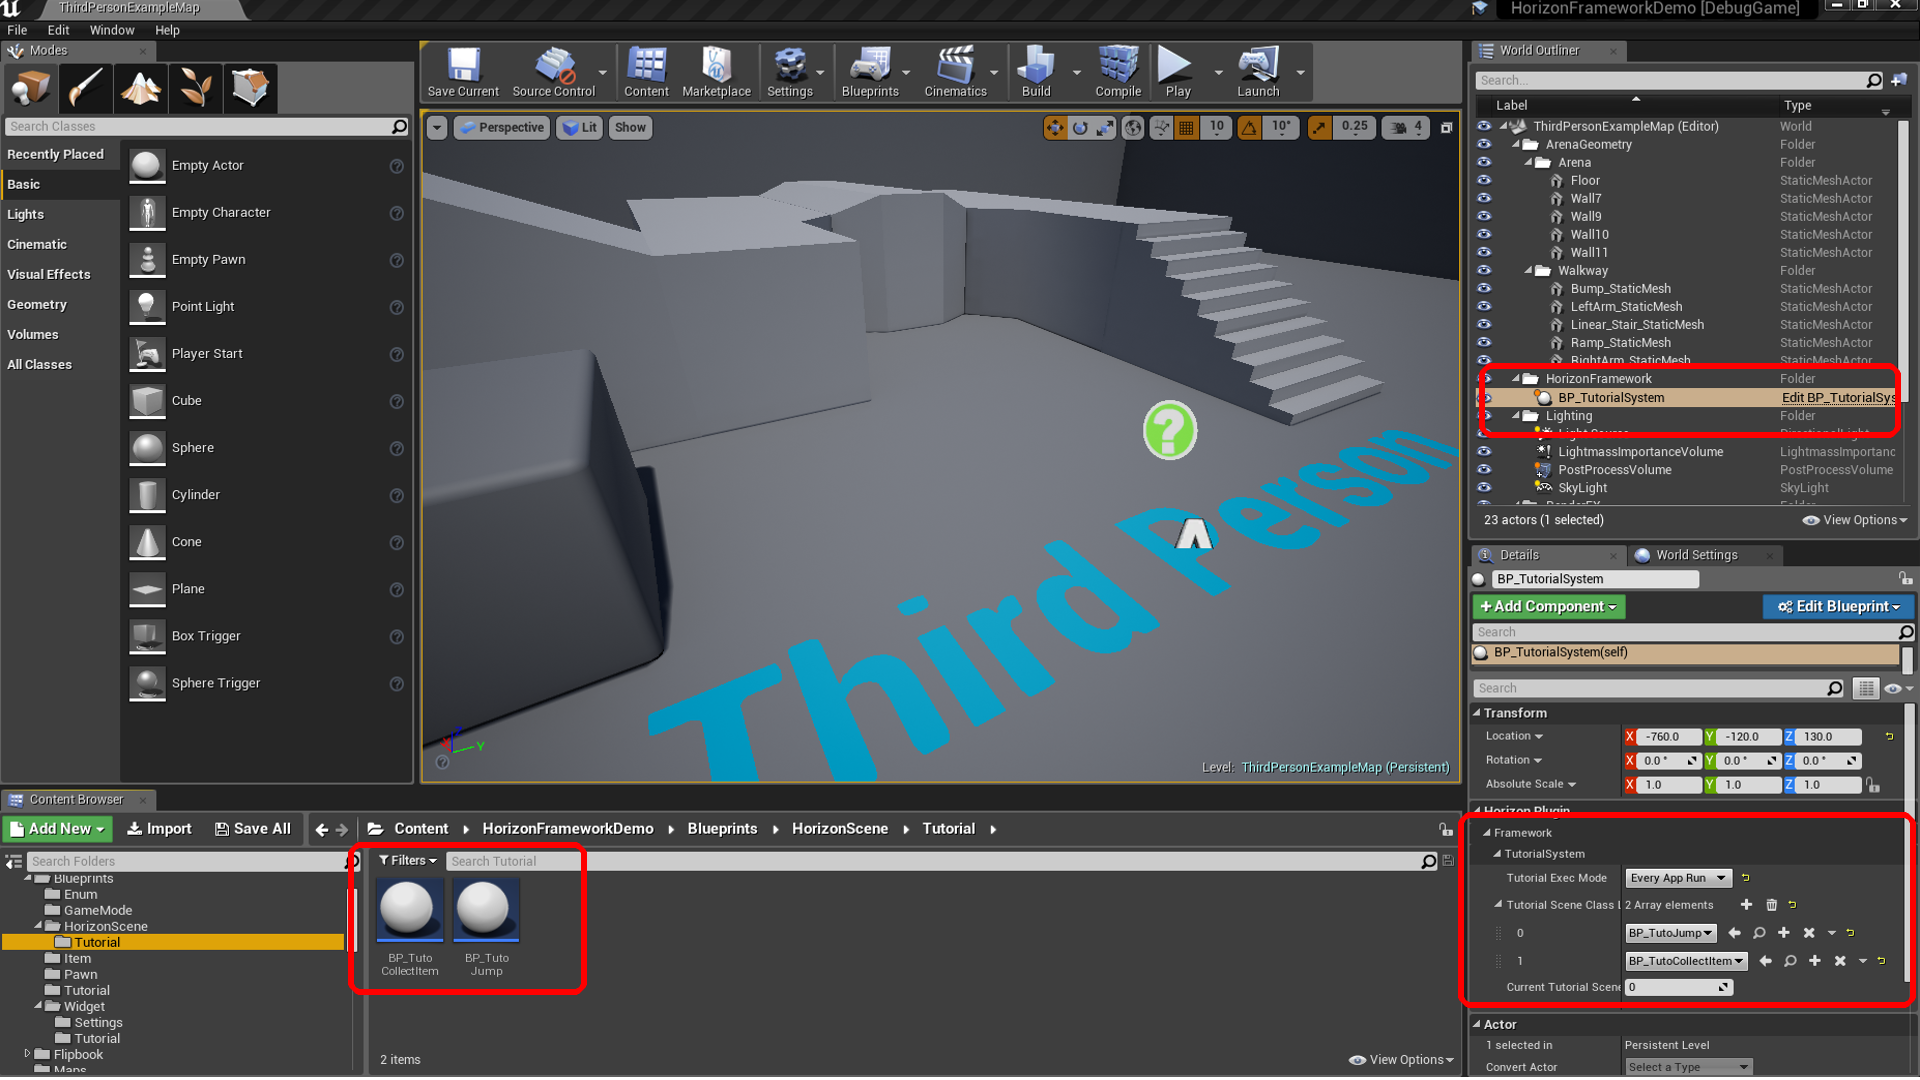 ThirdPersonExampleMap
HorizonFrameworkDemo [DebugGame]
File Edit Window Help
Modes
Search Classes
Recently Placed
Basic
Lights
Cinematic
Visual Effects
Geometry
Volumes
All Classes
Empty Actor
Empty Character
Empty Pawn
Point Light
Player Start
Cube
Sphere
Cylinder
Cone
Plane
Box Trigger
Sphere Trigger
Save Current Source Control Content Marketplace Settings Blueprints Cinematics Build Compile Play Launch
Perspective Lit Show 10 10° 0.25 4
?
Third Person
Z
Y
Level: ThirdPersonExampleMap (Persistent)
World Outliner
Search...
Label Type
ThirdPersonExampleMap (Editor) World
ArenaGeometry Folder
Arena Folder
Floor StaticMeshActor
Wall7 StaticMeshActor
Wall9 StaticMeshActor
Wall10 StaticMeshActor
Wall11 StaticMeshActor
Walkway Folder
Bump_StaticMesh StaticMeshActor
LeftArm_StaticMesh StaticMeshActor
Linear_Stair_StaticMesh StaticMeshActor
Ramp_StaticMesh StaticMeshActor
RightArm_StaticMesh StaticMeshActor
HorizonFramework Folder
BP_TutorialSystem Edit BP_TutorialSys
Lighting Folder
Light Source DirectionalLight
LightmassImportanceVolume LightmassImportanc
PostProcessVolume PostProcessVolume
SkyLight SkyLight
RenderFX Folder
23 actors (1 selected) View Options
Details World Settings
BP_TutorialSystem
+Add Component Edit Blueprint
Search
BP_TutorialSystem(self)
Search
Transform
Location X -760.0 Y -120.0 Z 130.0
Rotation X 0.0 ° Y 0.0 ° Z 0.0 °
Absolute Scale X 1.0 Y 1.0 Z 1.0
Horizon Plugin
Framework
TutorialSystem
Tutorial Exec Mode Every App Run
Tutorial Scene Class L 2 Array elements
0 BP_TutoJump
1 BP_TutoCollectItem
Current Tutorial Scene 0
Actor
1 selected in Persistent Level
Convert Actor Select a Type
Content Browser
Add New Import Save All Content HorizonFrameworkDemo Blueprints HorizonScene Tutorial
Search Folders
Blueprints
Enum
GameMode
HorizonScene
Tutorial
Item
Pawn
Tutorial
Widget
Settings
Tutorial
Flipbook
Maps
Filters Search Tutorial
BP_Tuto
CollectItem
BP_Tuto
Jump
2 items View Options